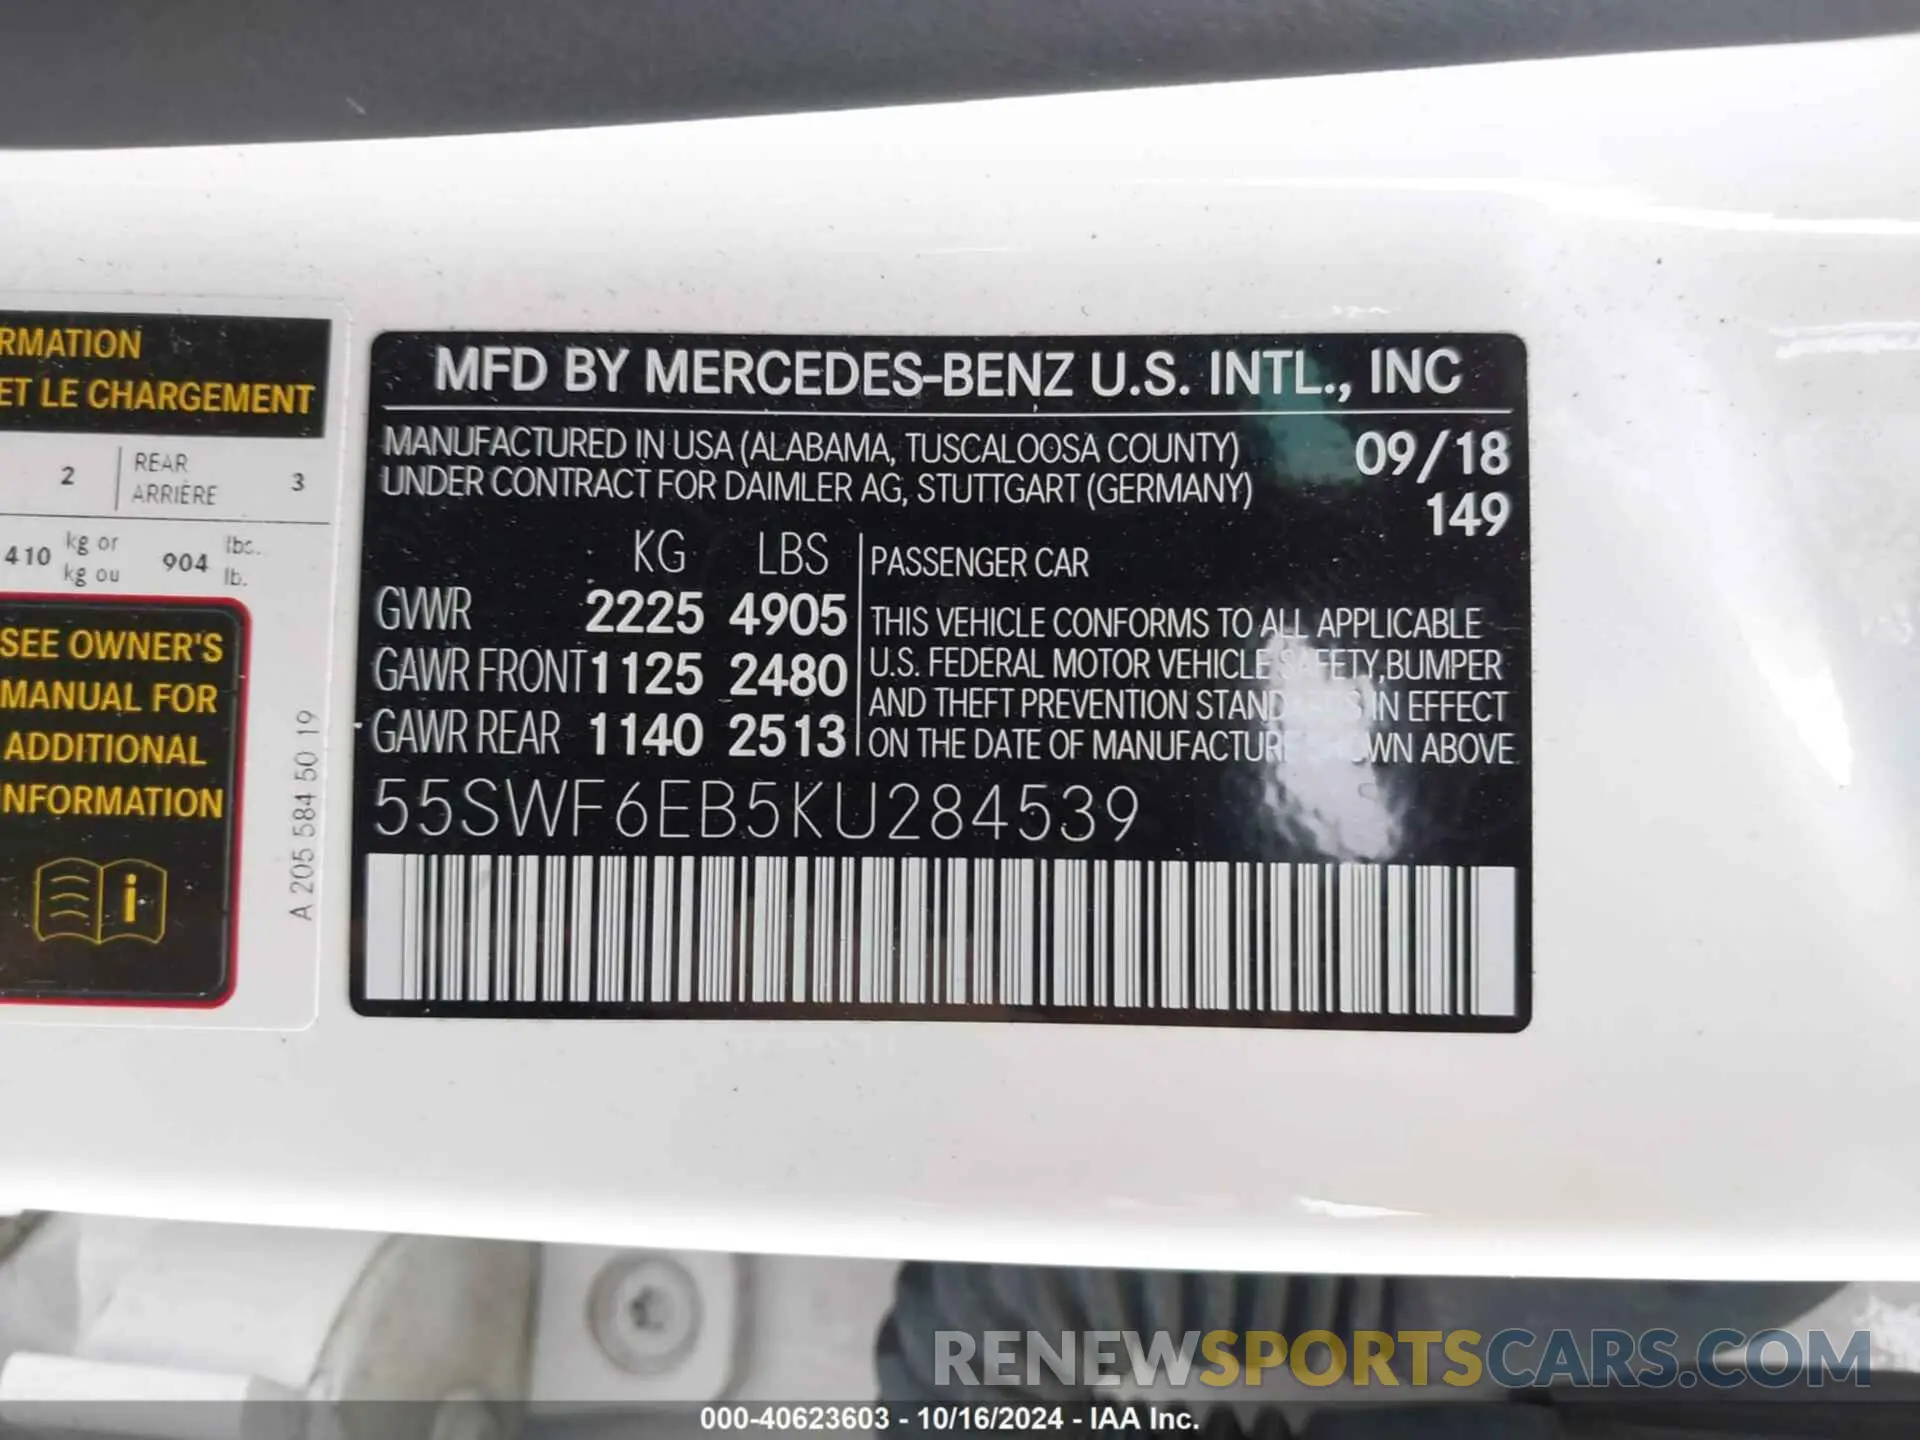 RMATION
ET LE CHARGEMENT
2 REAR 3
ARRIÈRE
410 kg or 904 lbs.
kg ou lb.
SEE OWNER'S
MANUAL FOR
ADDITIONAL
INFORMATION
i
A 205 584 50 19
MFD BY MERCEDES-BENZ U.S. INTL., INC
MANUFACTURED IN USA (ALABAMA, TUSCALOOSA COUNTY) 09/18
UNDER CONTRACT FOR DAIMLER AG, STUTTGART (GERMANY) 149
KG LBS
GVWR 2225 4905
GAWR FRONT 1125 2480
GAWR REAR 1140 2513
PASSENGER CAR
THIS VEHICLE CONFORMS TO ALL APPLICABLE
U.S. FEDERAL MOTOR VEHICLE SAFETY, BUMPER
AND THEFT PREVENTION STANDARDS IN EFFECT
ON THE DATE OF MANUFACTURE SHOWN ABOVE
55SWF6EB5KU284539
RENEWSPORTSCARS.COM
000-40623603 - 10/16/2024 - IAA Inc.